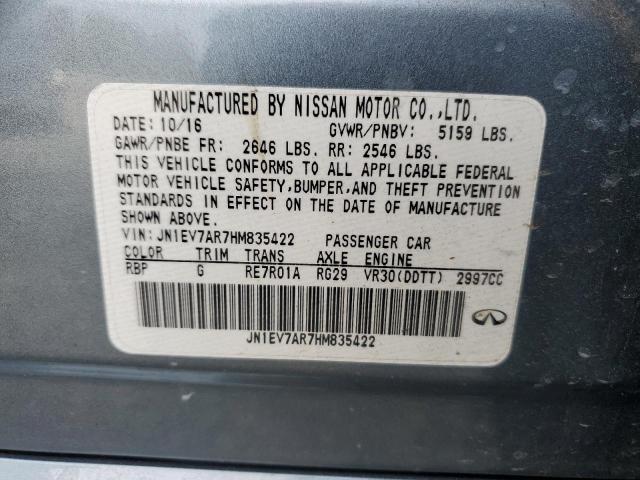 MANUFACTURED BY NISSAN MOTOR CO.,LTD.
DATE: 10/16 GVWR/PNBV: 5159 LBS.
GAWR/PNBE FR: 2646 LBS. RR: 2546 LBS.
THIS VEHICLE CONFORMS TO ALL APPLICABLE FEDERAL
MOTOR VEHICLE SAFETY,BUMPER,AND THEFT PREVENTION
STANDARDS IN EFFECT ON THE DATE OF MANUFACTURE
SHOWN ABOVE.
VIN: JN1EV7AR7HM835422 PASSENGER CAR
COLOR TRIM TRANS AXLE ENGINE
RBP G RE7R01A RG29 VR30(DDTT) 2997CC
JN1EV7AR7HM835422